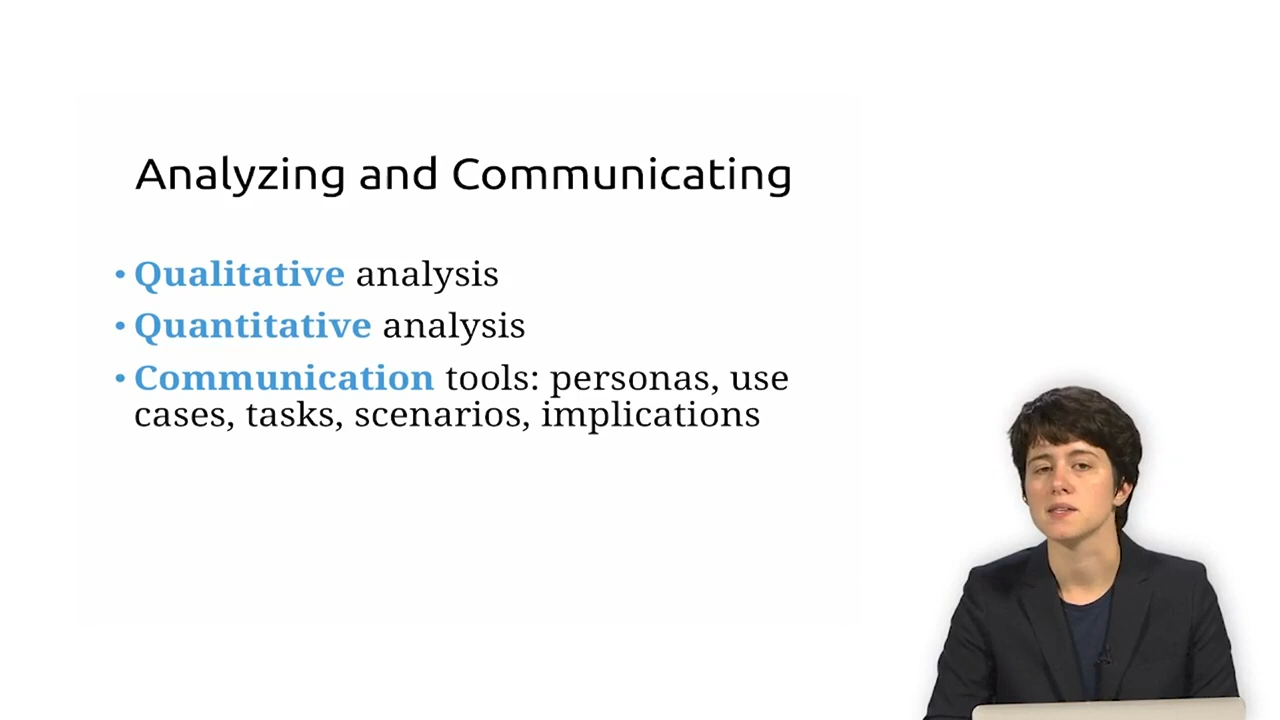 Analyzing and Communicating
• Qualitative analysis
• Quantitative analysis
• Communication tools: personas, use
cases, tasks, scenarios, implications